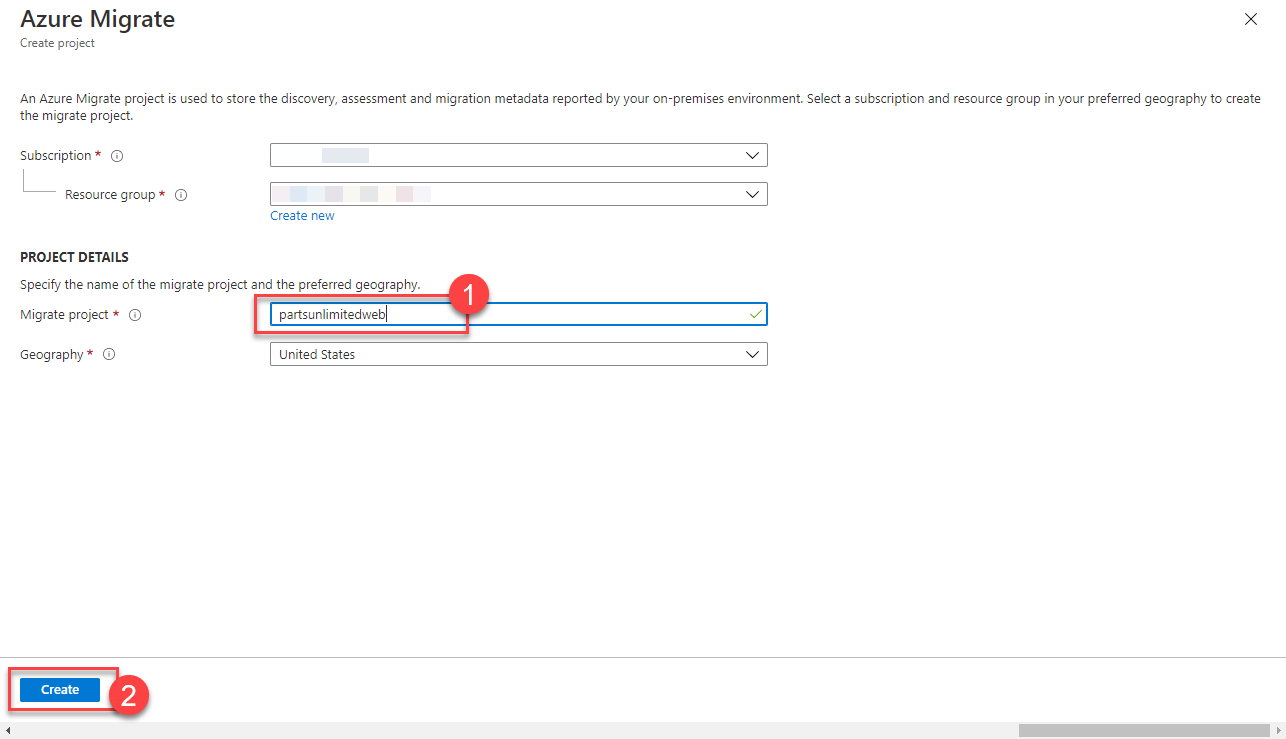 Azure Migrate
Create project
An Azure Migrate project is used to store the discovery, assessment and migration metadata reported by your on-premises environment. Select a subscription and resource group in your preferred geography to create
the migrate project.
Subscription *
Resource group *
Create new
PROJECT DETAILS
Specify the name of the migrate project and the preferred geography.
1
Migrate project *
partsunlimitedweb
Geography *
United States
Create
2